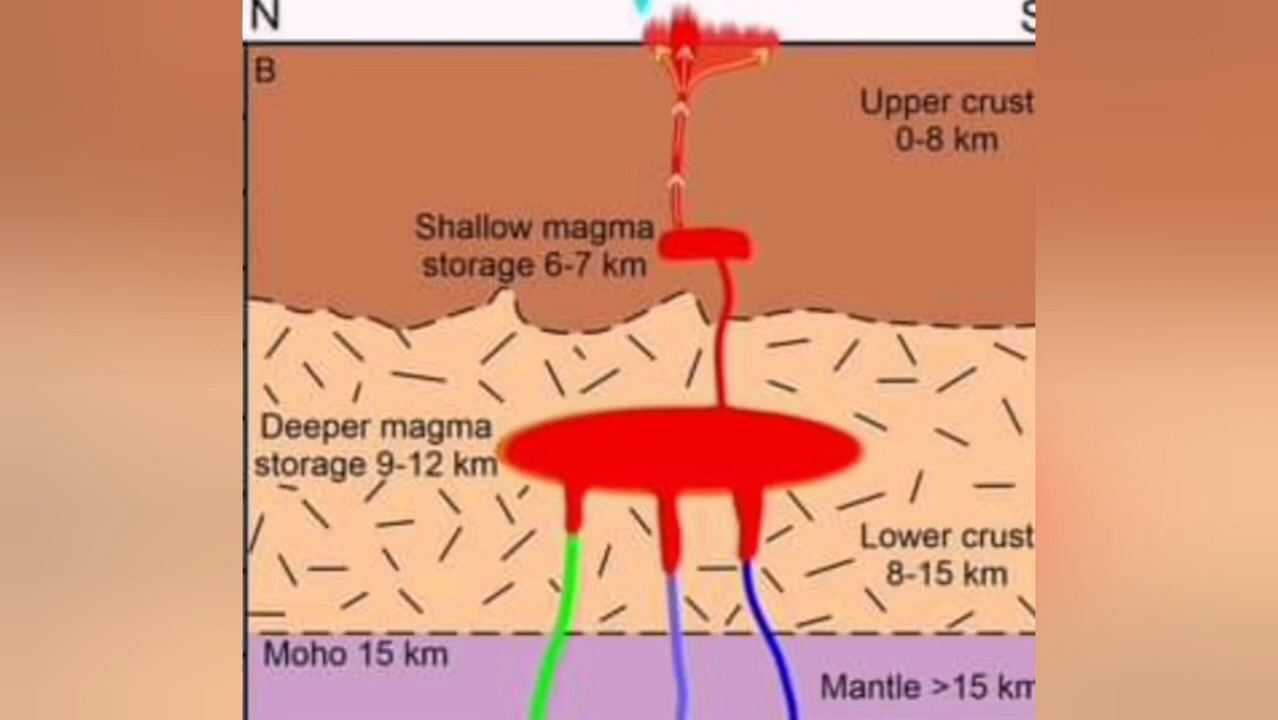 N
S
B
Upper crust
0-8 km
Shallow magma
storage 6-7 km
Deeper magma
storage 9-12 km
Lower crust
8-15 km
Moho 15 km
Mantle >15 km